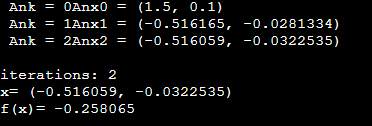 Ank = 0Anx0 = (1.5, 0.1)
Ank = 1Anx1 = (-0.516165, -0.0281334)
Ank = 2Anx2 = (-0.516059, -0.0322535)
iterations: 2
x= (-0.516059, -0.0322535)
f(x)= -0.258065